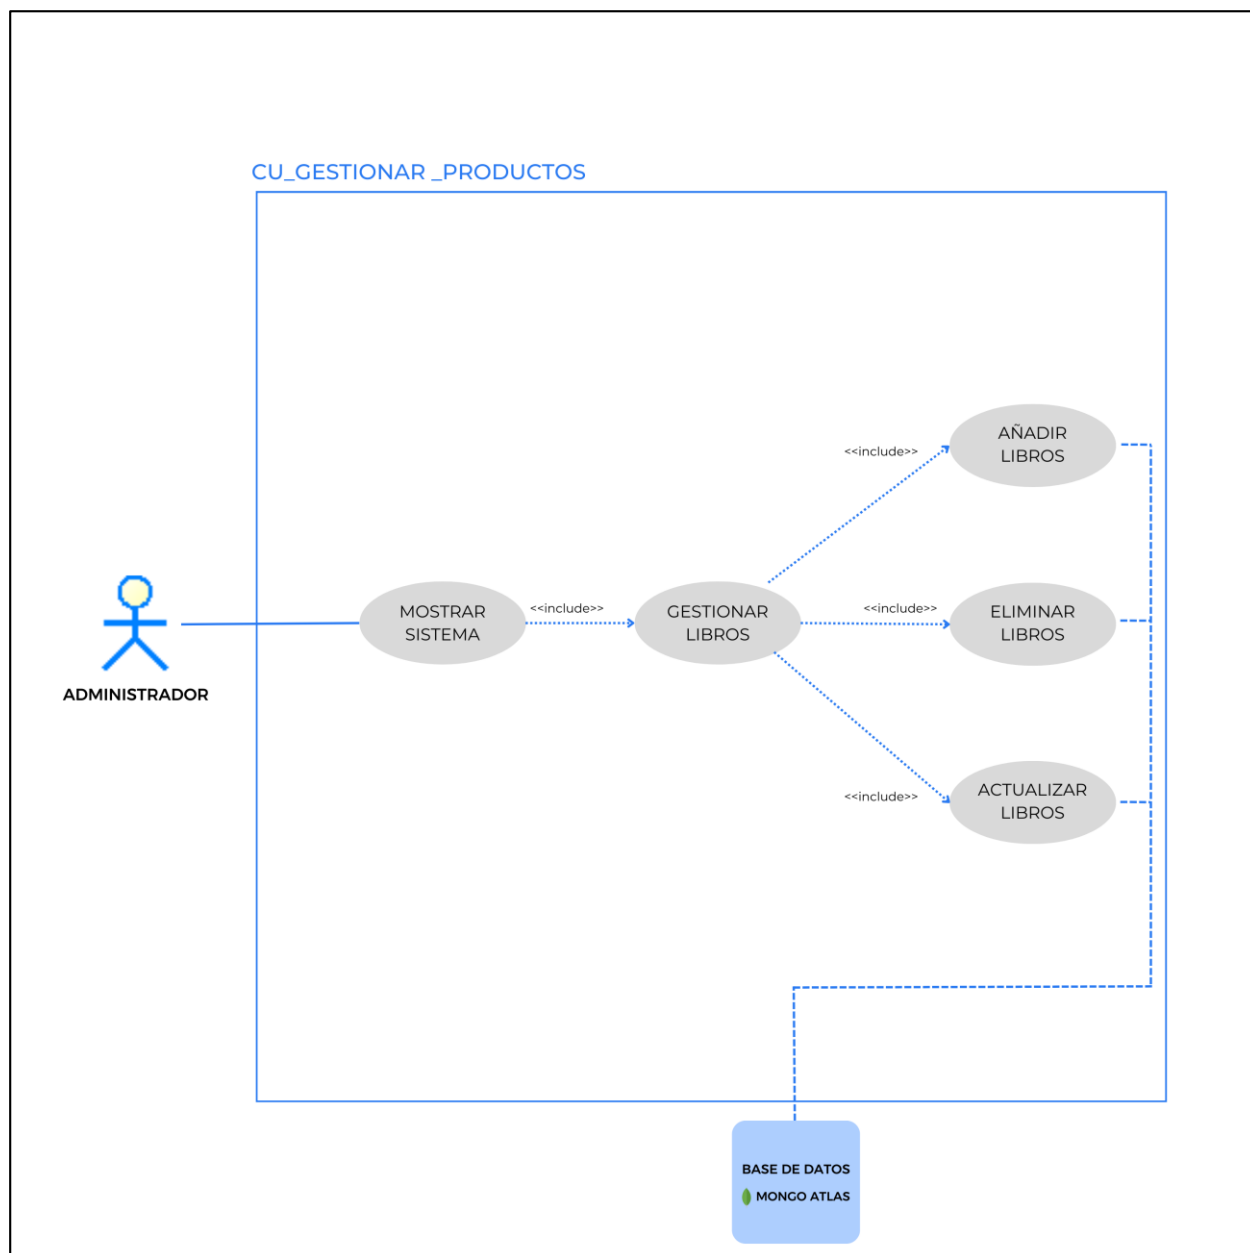 CU_GESTIONAR _PRODUCTOS
AÑADIR
LIBROS
<<include>>
MOSTRAR
SISTEMA
<<include>>
GESTIONAR
LIBROS
<<include>>
ELIMINAR
LIBROS
ADMINISTRADOR
<<include>>
ACTUALIZAR
LIBROS
BASE DE DATOS
MONGO ATLAS